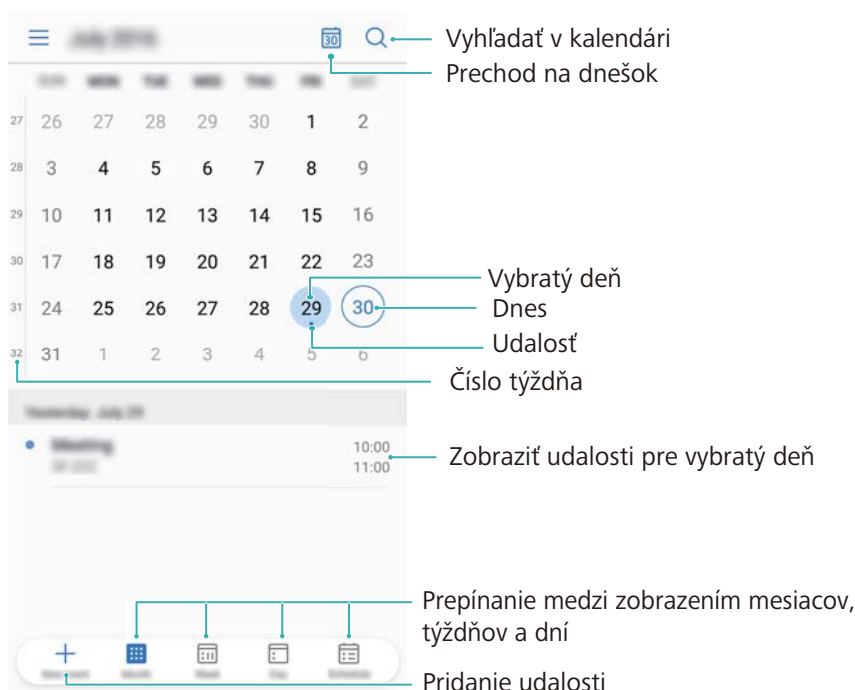 30
Vyhľadať v kalendári
Prechod na dnešok
27 26 27 28 29 30 1 2
28 3 4 5 6 7 8 9
29 10 11 12 13 14 15 16
30 17 18 19 20 21 22 23
Vybratý deň
31 24 25 26 27 28 29 30
Dnes
Udalosť
32 31 1 2 3 4 5 6
Číslo týždňa
10:00
Zobraziť udalosti pre vybratý deň
11:00
Prepínanie medzi zobrazením mesiacov,
týždňov a dní
Pridanie udalosti